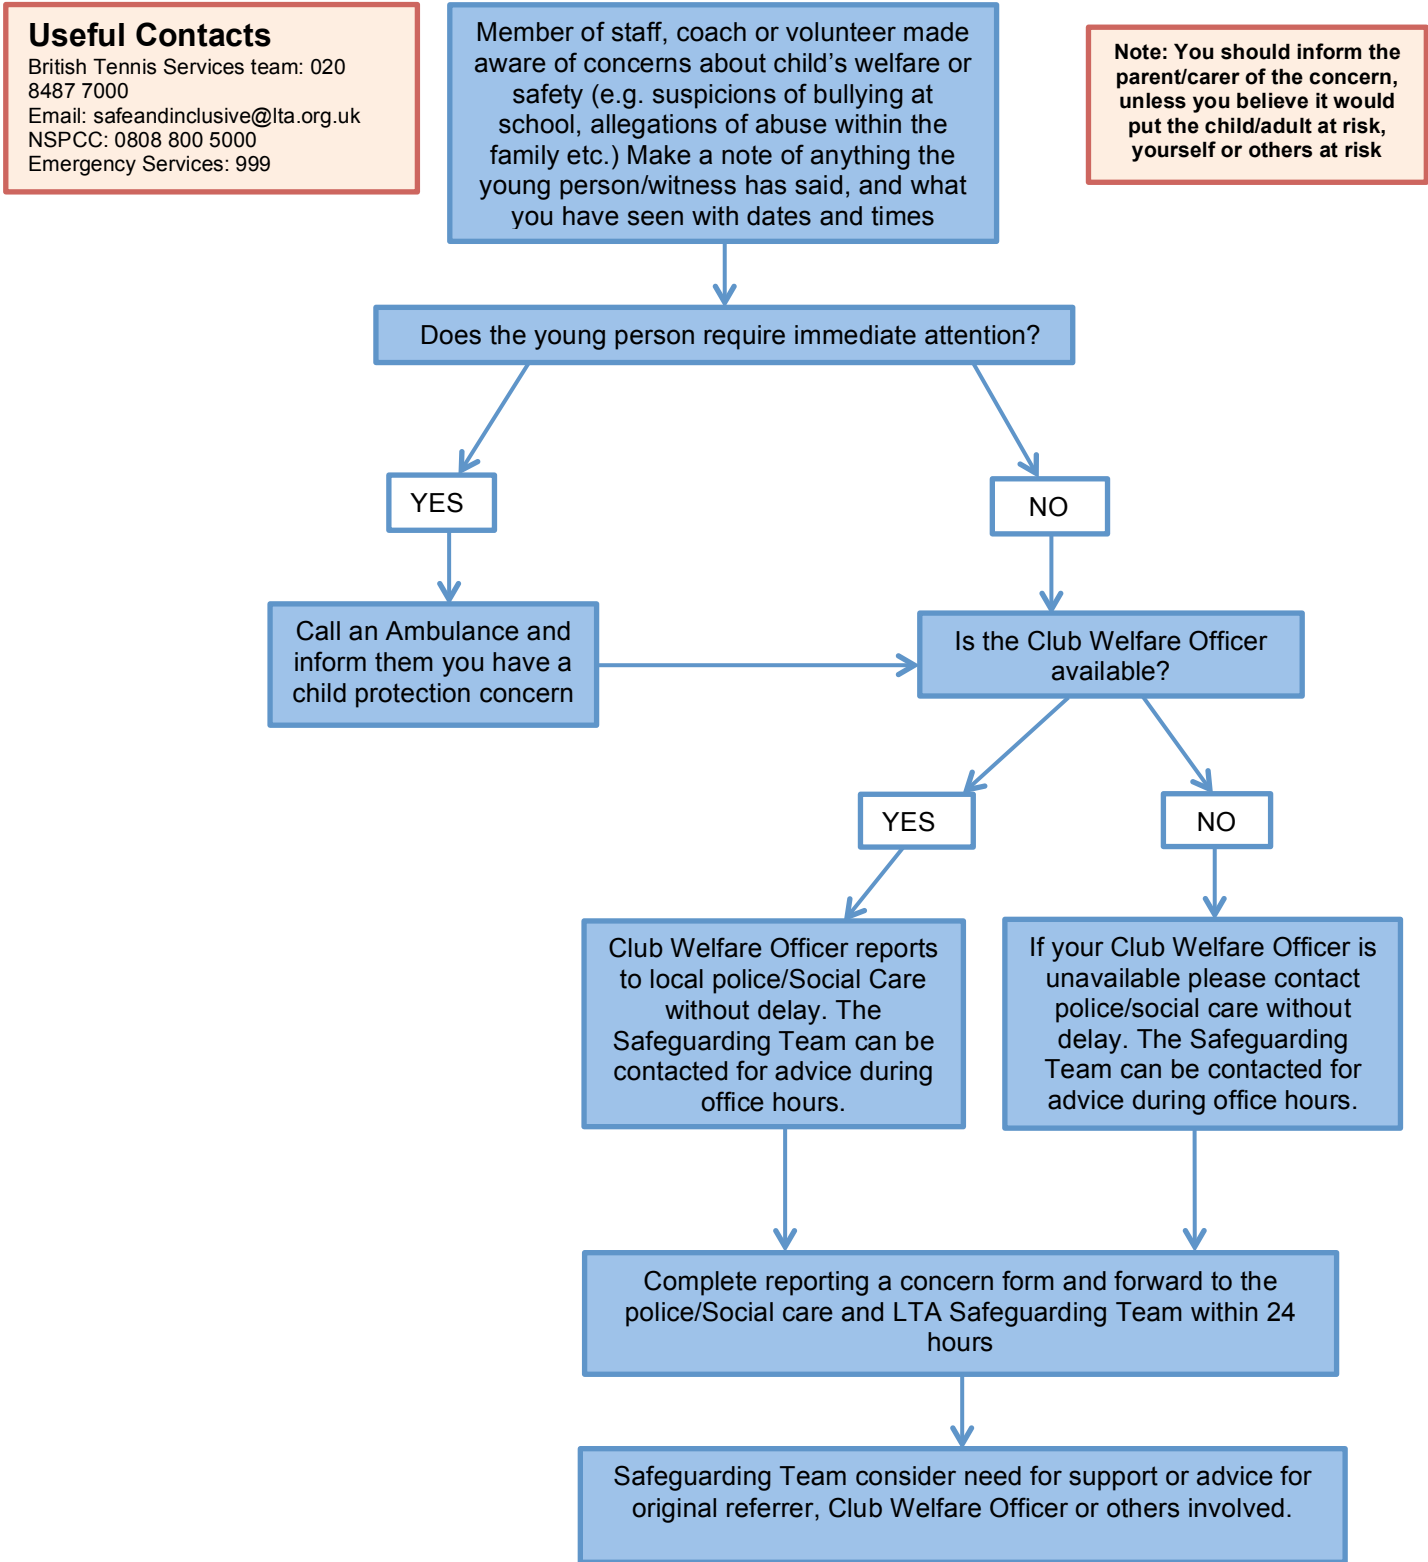 Useful Contacts
British Tennis Services team: 020
8487 7000
Email: safeandinclusive@lta.org.uk
NSPCC: 0808 800 5000
Emergency Services: 999
Member of staff, coach or volunteer made
aware of concerns about child’s welfare or
safety (e.g. suspicions of bullying at
school, allegations of abuse within the
family etc.) Make a note of anything the
young person/witness has said, and what
you have seen with dates and times
Note: You should inform the
parent/carer of the concern,
unless you believe it would
put the child/adult at risk,
yourself or others at risk
Does the young person require immediate attention?
YES
NO
Call an Ambulance and
inform them you have a
child protection concern
Is the Club Welfare Officer
available?
YES
NO
Club Welfare Officer reports
to local police/Social Care
without delay. The
Safeguarding Team can be
contacted for advice during
office hours.
If your Club Welfare Officer is
unavailable please contact
police/social care without
delay. The Safeguarding
Team can be contacted for
advice during office hours.
Complete reporting a concern form and forward to the
police/Social care and LTA Safeguarding Team within 24
hours
Safeguarding Team consider need for support or advice for
original referrer, Club Welfare Officer or others involved.